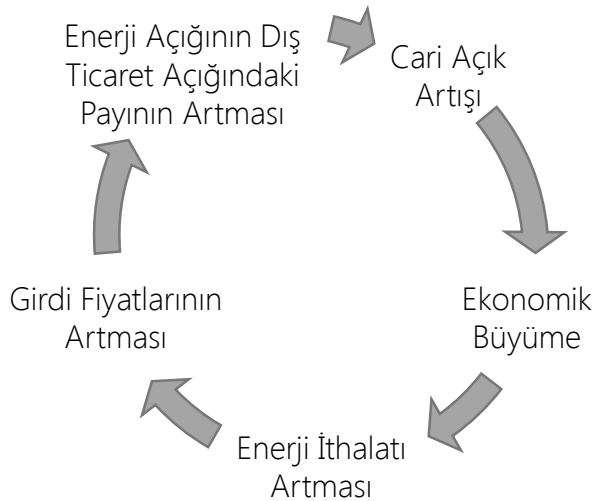 Enerji Açığının Dış
Ticaret Açığındaki
Payının Artması
Cari Açık
Artışı
Ekonomik
Büyüme
Enerji İthalatı
Artması
Girdi Fiyatlarının
Artması